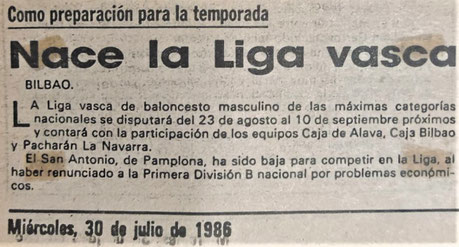 Como preparación para la temporada
Nace la Liga vasca
BILBAO.
LA Liga vasca de baloncesto masculino de las máximas categorías
nacionales se disputará del 23 de agosto al 10 de septiembre próximos
y contará con la participación de los equipos Caja de Alava, Caja Bilbao
y Pacharán La Navarra.
El San Antonio, de Pamplona, ha sido baja para competir en la Liga, al
haber renunciado a la Primera División B nacional por problemas económi-
cos.
Miércoles, 30 de julio de 1986